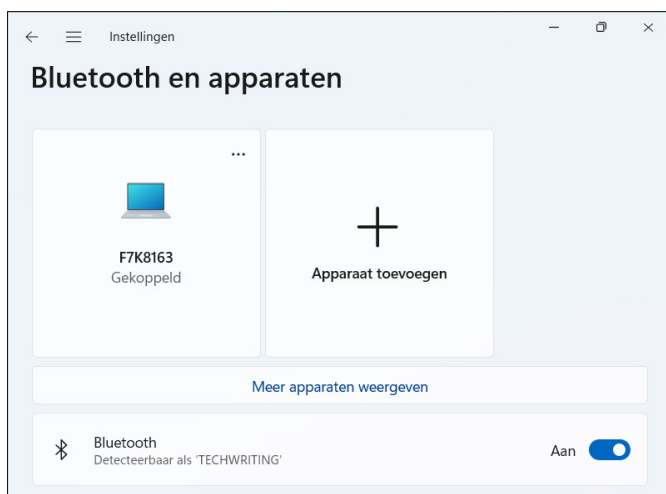 Instellingen
Bluetooth en apparaten
F7K8163
Gekoppeld
Apparaat toevoegen
Meer apparaten weergeven
Bluetooth
Detecteerbaar als 'TECHWRITING'
Aan